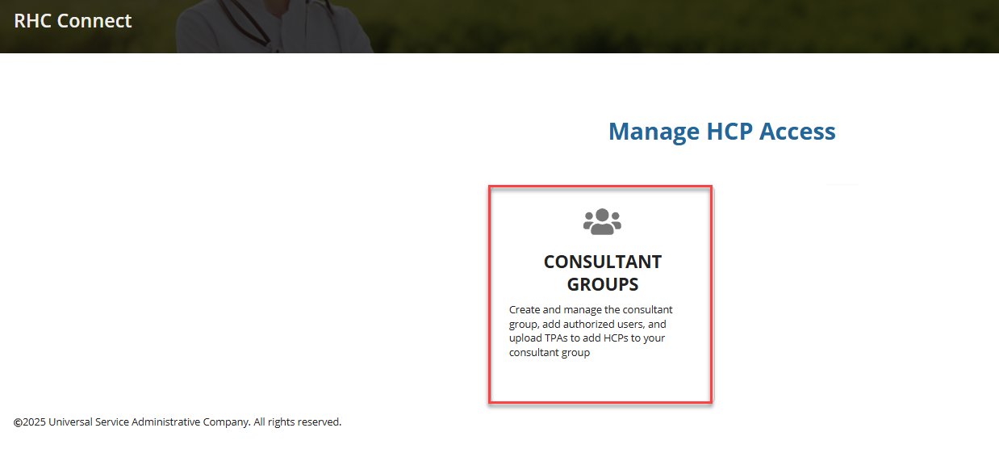 RHC Connect
Manage HCP Access
CONSULTANT
GROUPS
Create and manage the consultant
group, add authorized users, and
upload TPAs to add HCPs to your
consultant group
©2025 Universal Service Administrative Company. All rights reserved.